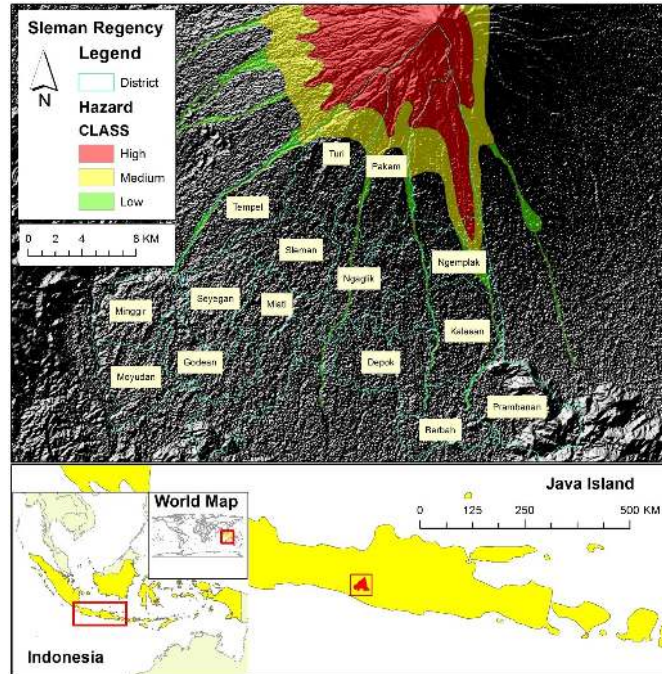 Sleman Regency
Legend
N
District
Hazard
CLASS
High
Medium
Low
0 2 4 8 KM
Turi
Pakam
Tempel
Sleman
Ngemplak
Ngaglik
Seyegan
Mlati
Minggir
Kalasan
Godean
Depok
Moyudan
Prambanan
Berbah
World Map
Java Island
0 125 250 500 KM
Indonesia